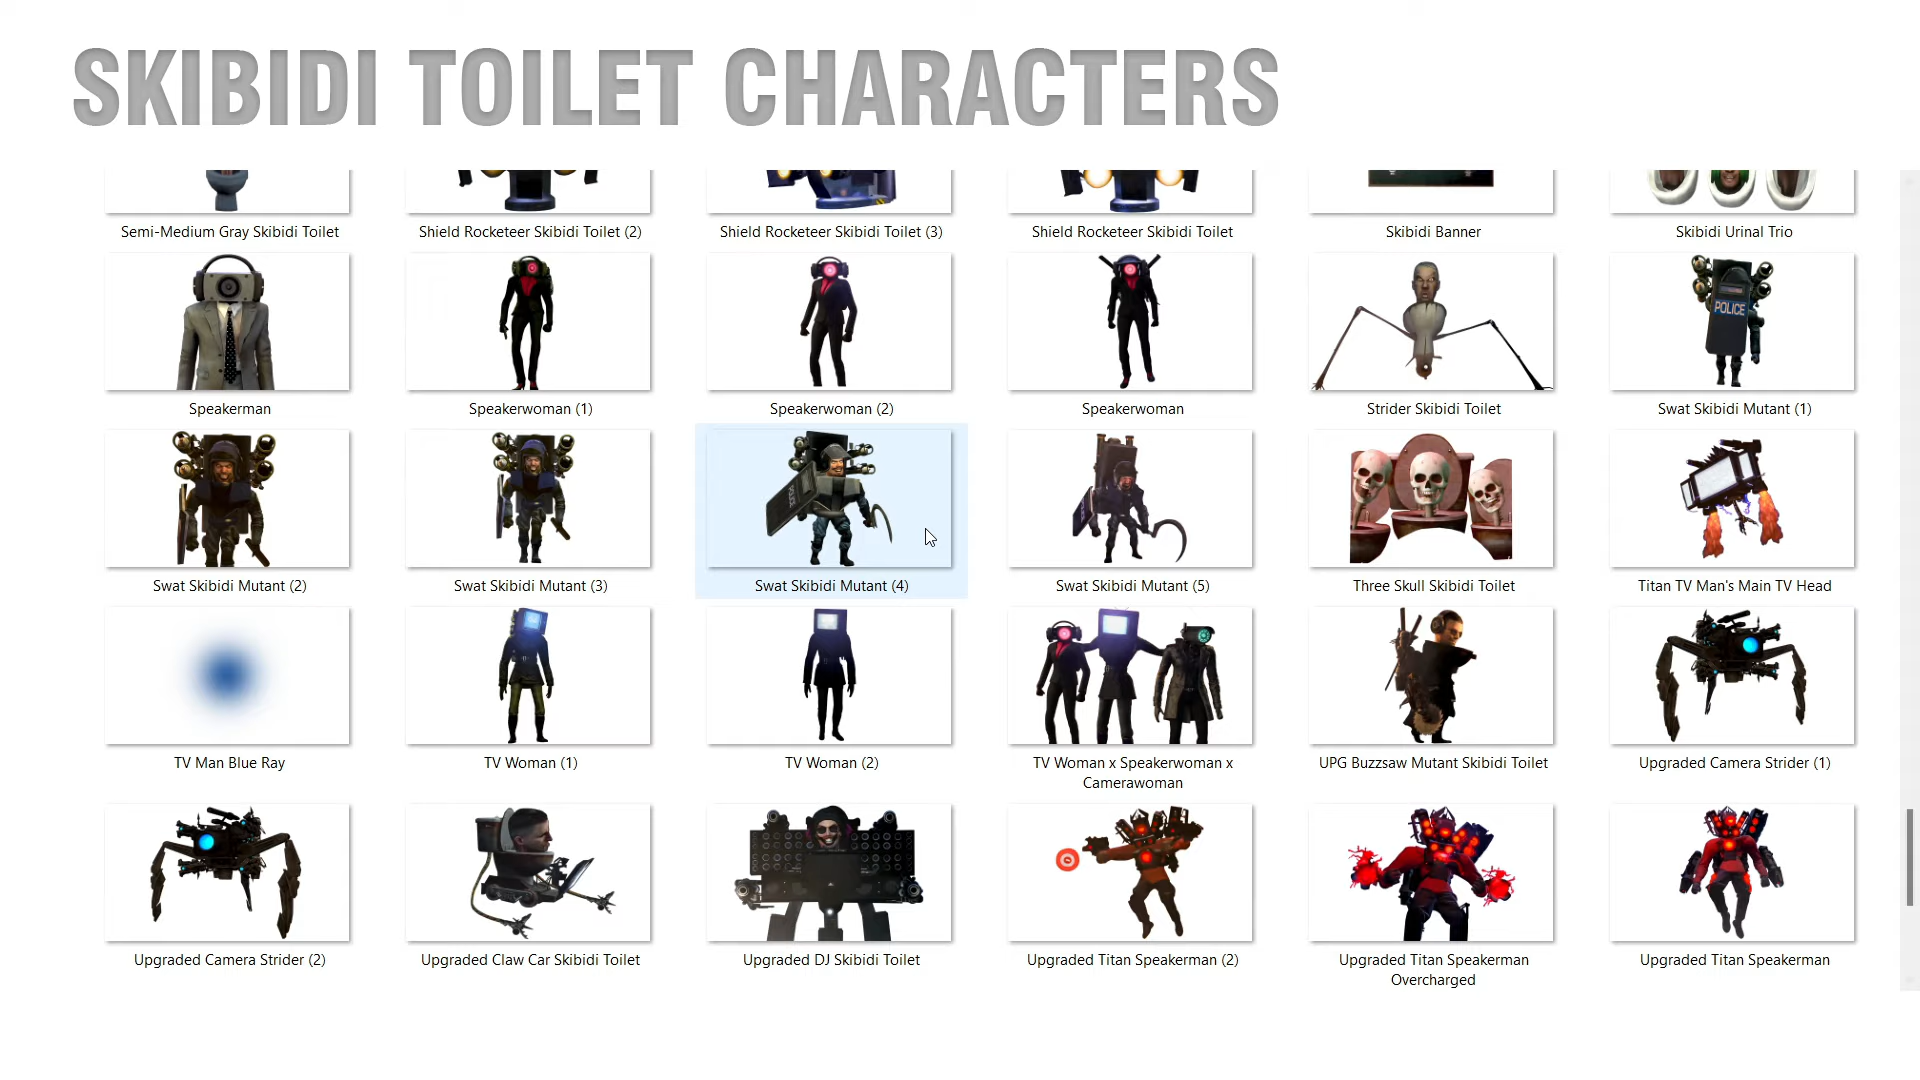 SKIBIDI TOILET CHARACTERS
Semi-Medium Gray Skibidi Toilet
Shield Rocketeer Skibidi Toilet (2)
Shield Rocketeer Skibidi Toilet (3)
Shield Rocketeer Skibidi Toilet
Skibidi Banner
Skibidi Urinal Trio
POLICE
Speakerman
Speakerwoman (1)
Speakerwoman (2)
Speakerwoman
Strider Skibidi Toilet
Swat Skibidi Mutant (1)
Swat Skibidi Mutant (2)
Swat Skibidi Mutant (3)
Swat Skibidi Mutant (4)
Swat Skibidi Mutant (5)
Three Skull Skibidi Toilet
Titan TV Man's Main TV Head
TV Man Blue Ray
TV Woman (1)
TV Woman (2)
TV Woman x Speakerwoman x
Camerawoman
UPG Buzzsaw Mutant Skibidi Toilet
Upgraded Camera Strider (1)
Upgraded Camera Strider (2)
Upgraded Claw Car Skibidi Toilet
Upgraded DJ Skibidi Toilet
Upgraded Titan Speakerman (2)
Upgraded Titan Speakerman
Overcharged
Upgraded Titan Speakerman